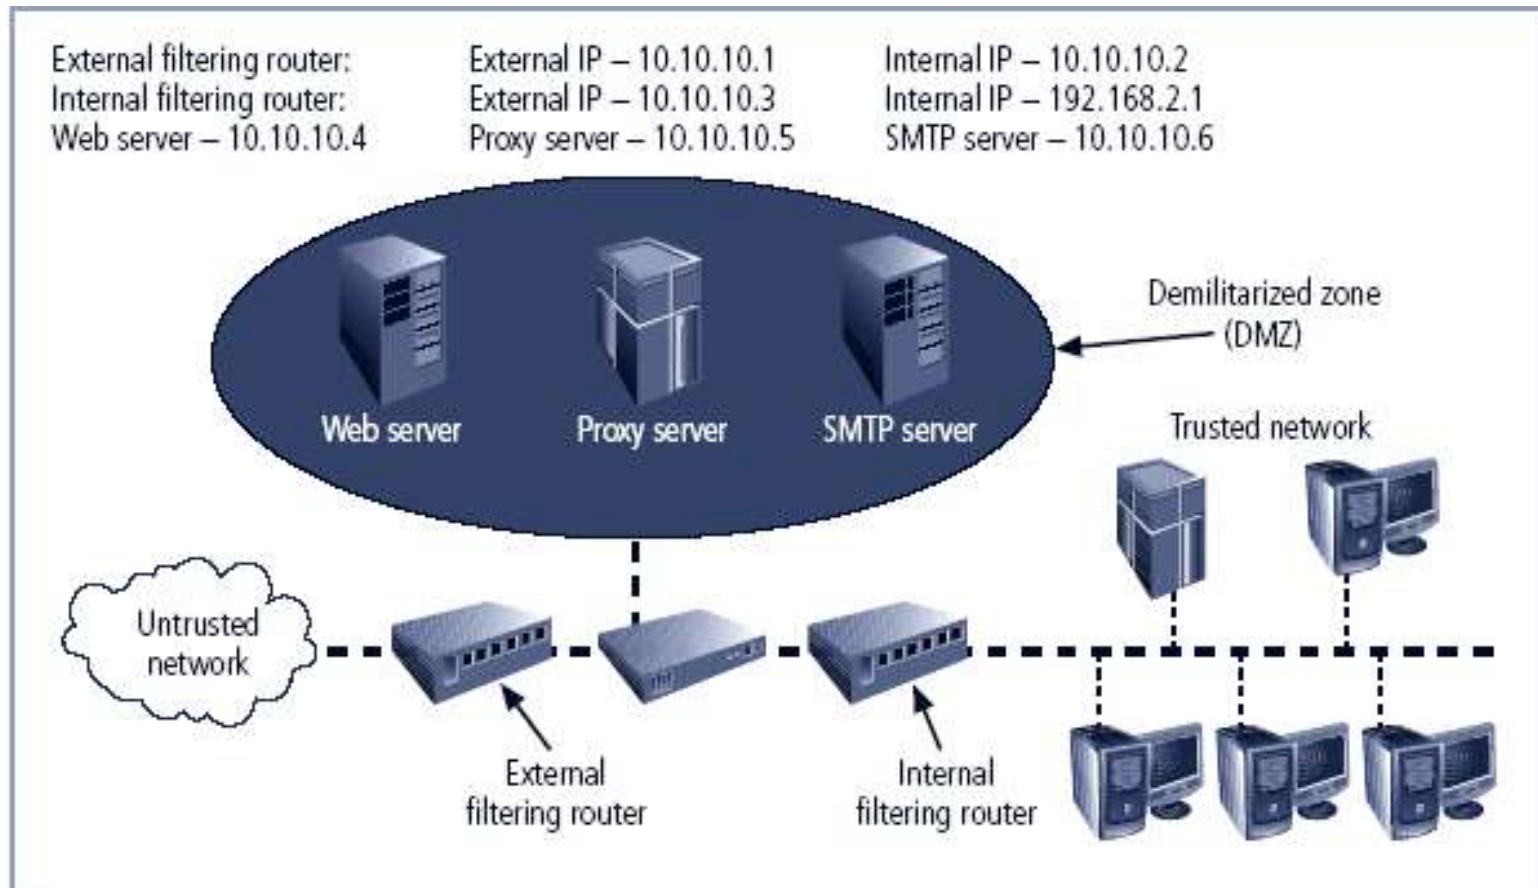 External filtering router: External IP – 10.10.10.1 Internal IP – 10.10.10.2
Internal filtering router: External IP – 10.10.10.3 Internal IP – 192.168.2.1
Web server – 10.10.10.4 Proxy server – 10.10.10.5 SMTP server – 10.10.10.6
Demilitarized zone
(DMZ)
Web server
Proxy server
SMTP server
Trusted network
Untrusted
network
External
filtering router
Internal
filtering router